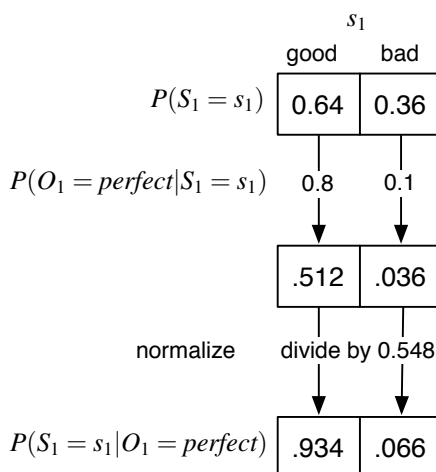 s₁
good bad
P(S₁ = s₁) 0.64 0.36
P(O₁ = perfect|S₁ = s₁) 0.8 0.1
.512 .036
normalize divide by 0.548
P(S₁ = s₁|O₁ = perfect) .934 .066